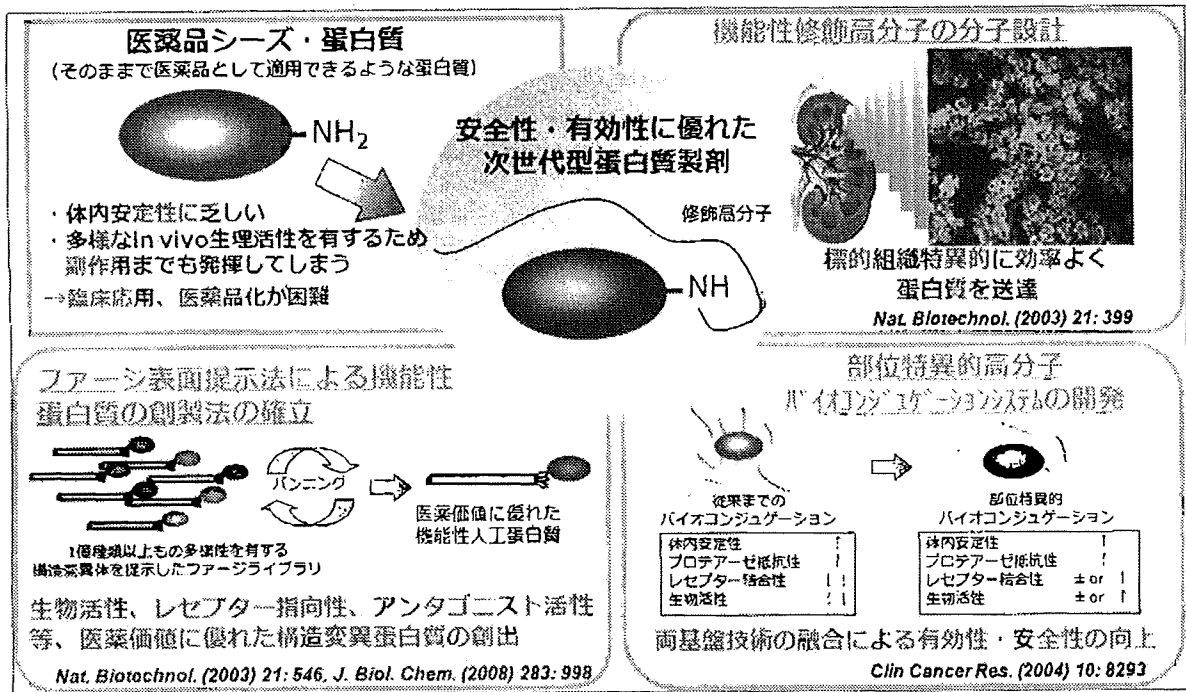 医薬品シーズ・蛋白質
(そのままで医薬品として適用できるような蛋白質)
NH2
・体内安定性に乏しい
・多様なIn vivo生理活性を有するため
副作用までも発揮してしまう
→臨床応用、医薬品化が困難
安全性・有効性に優れた
次世代型蛋白質製剤
修飾高分子
NH
機能性修飾高分子の分子設計
標的組織特異的に効率よく
蛋白質を送達
Nat. Biotechnol. (2003) 21: 399
ファージ表面提示法による機能性
蛋白質の創製法の確立
パンニング
医薬価値に優れた
機能性人工蛋白質
1億種類以上もの多様性を有する
構造変異体を提示したファージライブラリ
生物活性、レセプター指向性、アンタゴニスト活性
等、医薬価値に優れた構造変異蛋白質の創出
Nat. Biotechnol. (2003) 21: 546, J. Biol. Chem. (2008) 283: 998
部位特異的高分子
バイオコンジュゲーションシステムの開発
従来までの
バイオコンジュゲーション
体内安定性 ↑
プロテアーゼ抵抗性
レセプター結合性
生物活性
部位特異的
バイオコンジュゲーション
体内安定性 ↑
プロテアーゼ抵抗性
レセプター結合性 ± or
生物活性 ± or ↑
両基盤技術の融合による有効性・安全性の向上
Clin Cancer Res. (2004) 10: 8293